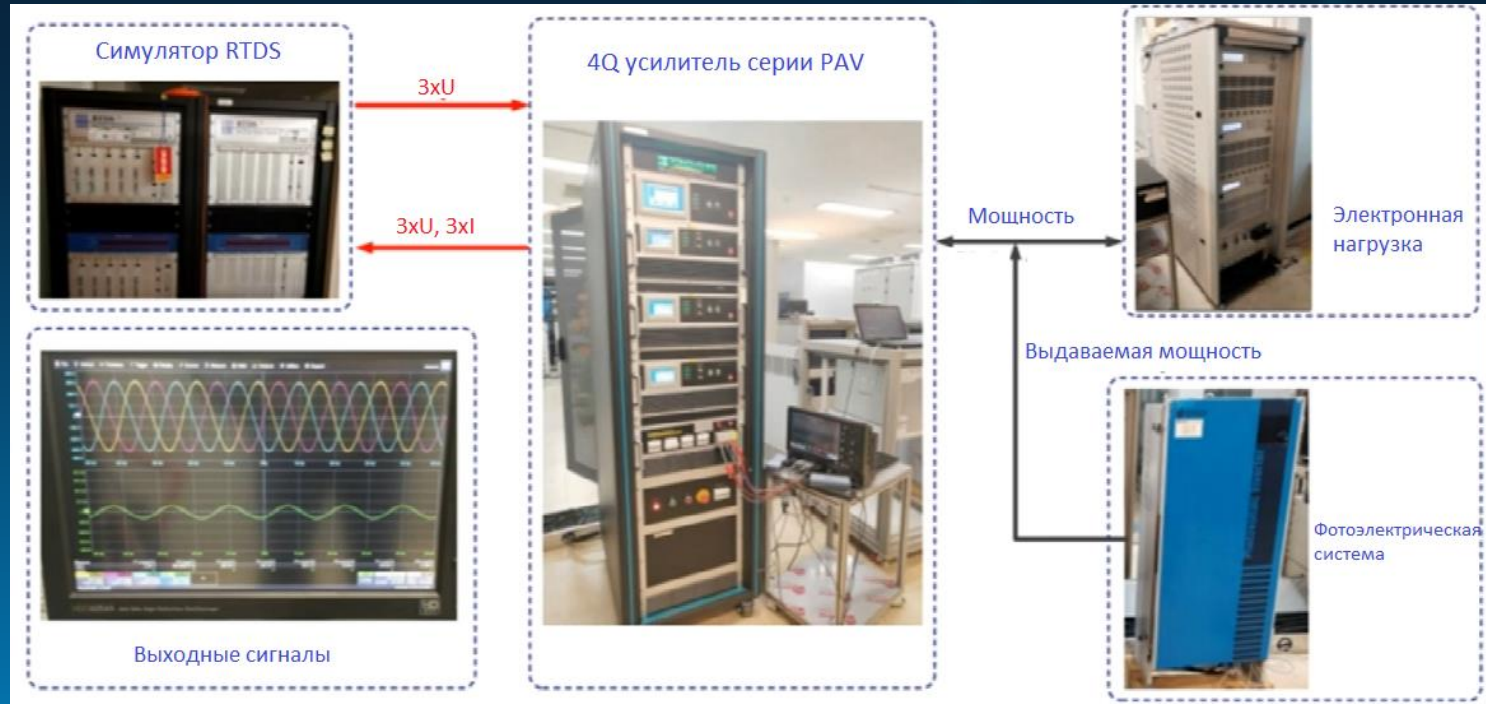 Симулятор RTDS
3xU
3xU, 3xI
4Q усилитель серии PAV
Мощность
Электронная
нагрузка
Выдаваемая мощность
Фотоэлектрическая
система
Выходные сигналы